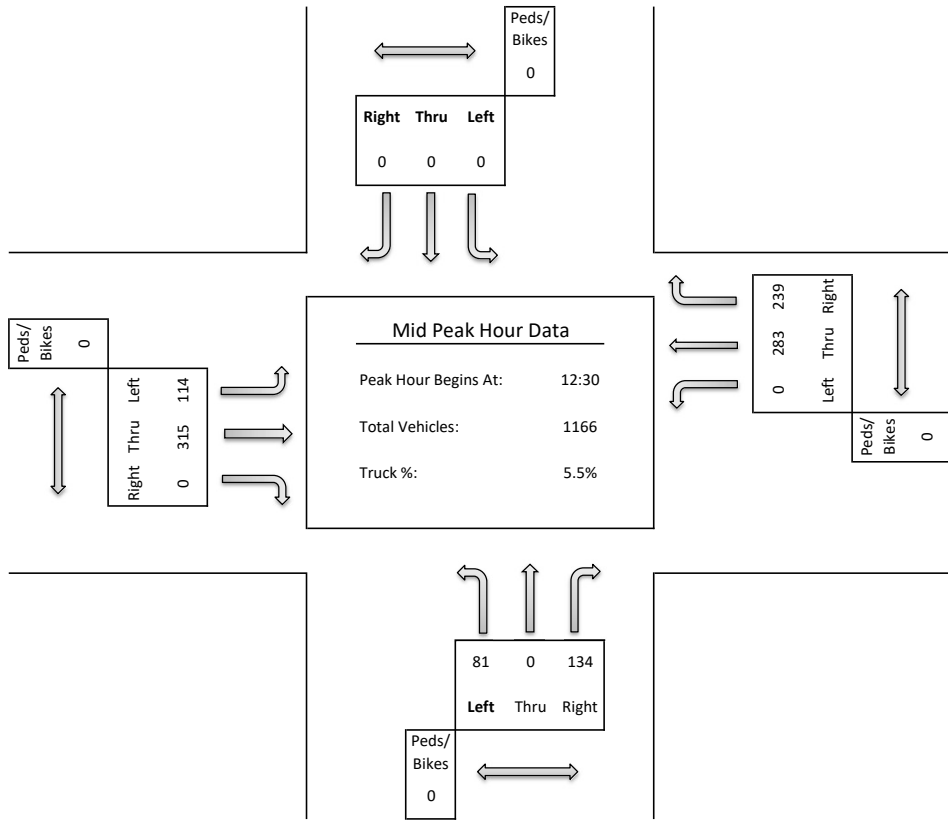 Peds/
Bikes
0
Right Thru Left
0 0 0
Peds/
Bikes
0
Left 114
Thru 315
Right 0
Mid Peak Hour Data
Peak Hour Begins At: 12:30
Total Vehicles: 1166
Truck %: 5.5%
239 Right
283 Thru
0 Left
Peds/
Bikes
0
81 0 134
Left Thru Right
Peds/
Bikes
0